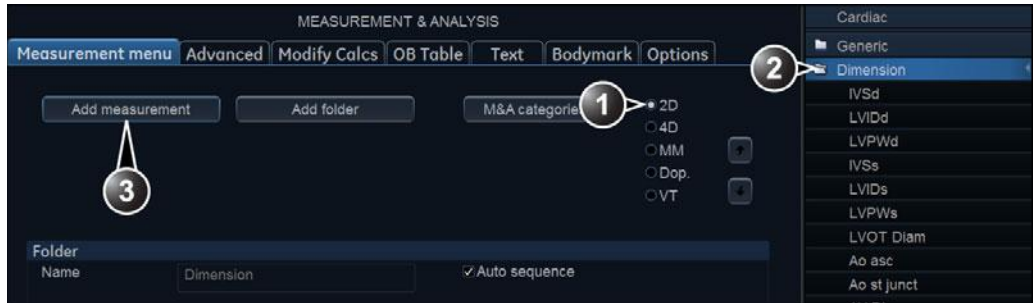 MEASUREMENT & ANALYSIS
Measurement menu Advanced Modify Calcs OB Table Text Bodymark Options
Add measurement Add folder M&A categorie
1
2D
4D
MM
Dop.
VT
3
Folder
Name Dimension Auto sequence
Cardiac
Generic
2
Dimension
IVSd
LVIDd
LVPWd
IVSs
LVIDs
LVPWs
LVOT Diam
Ao asc
Ao st junct